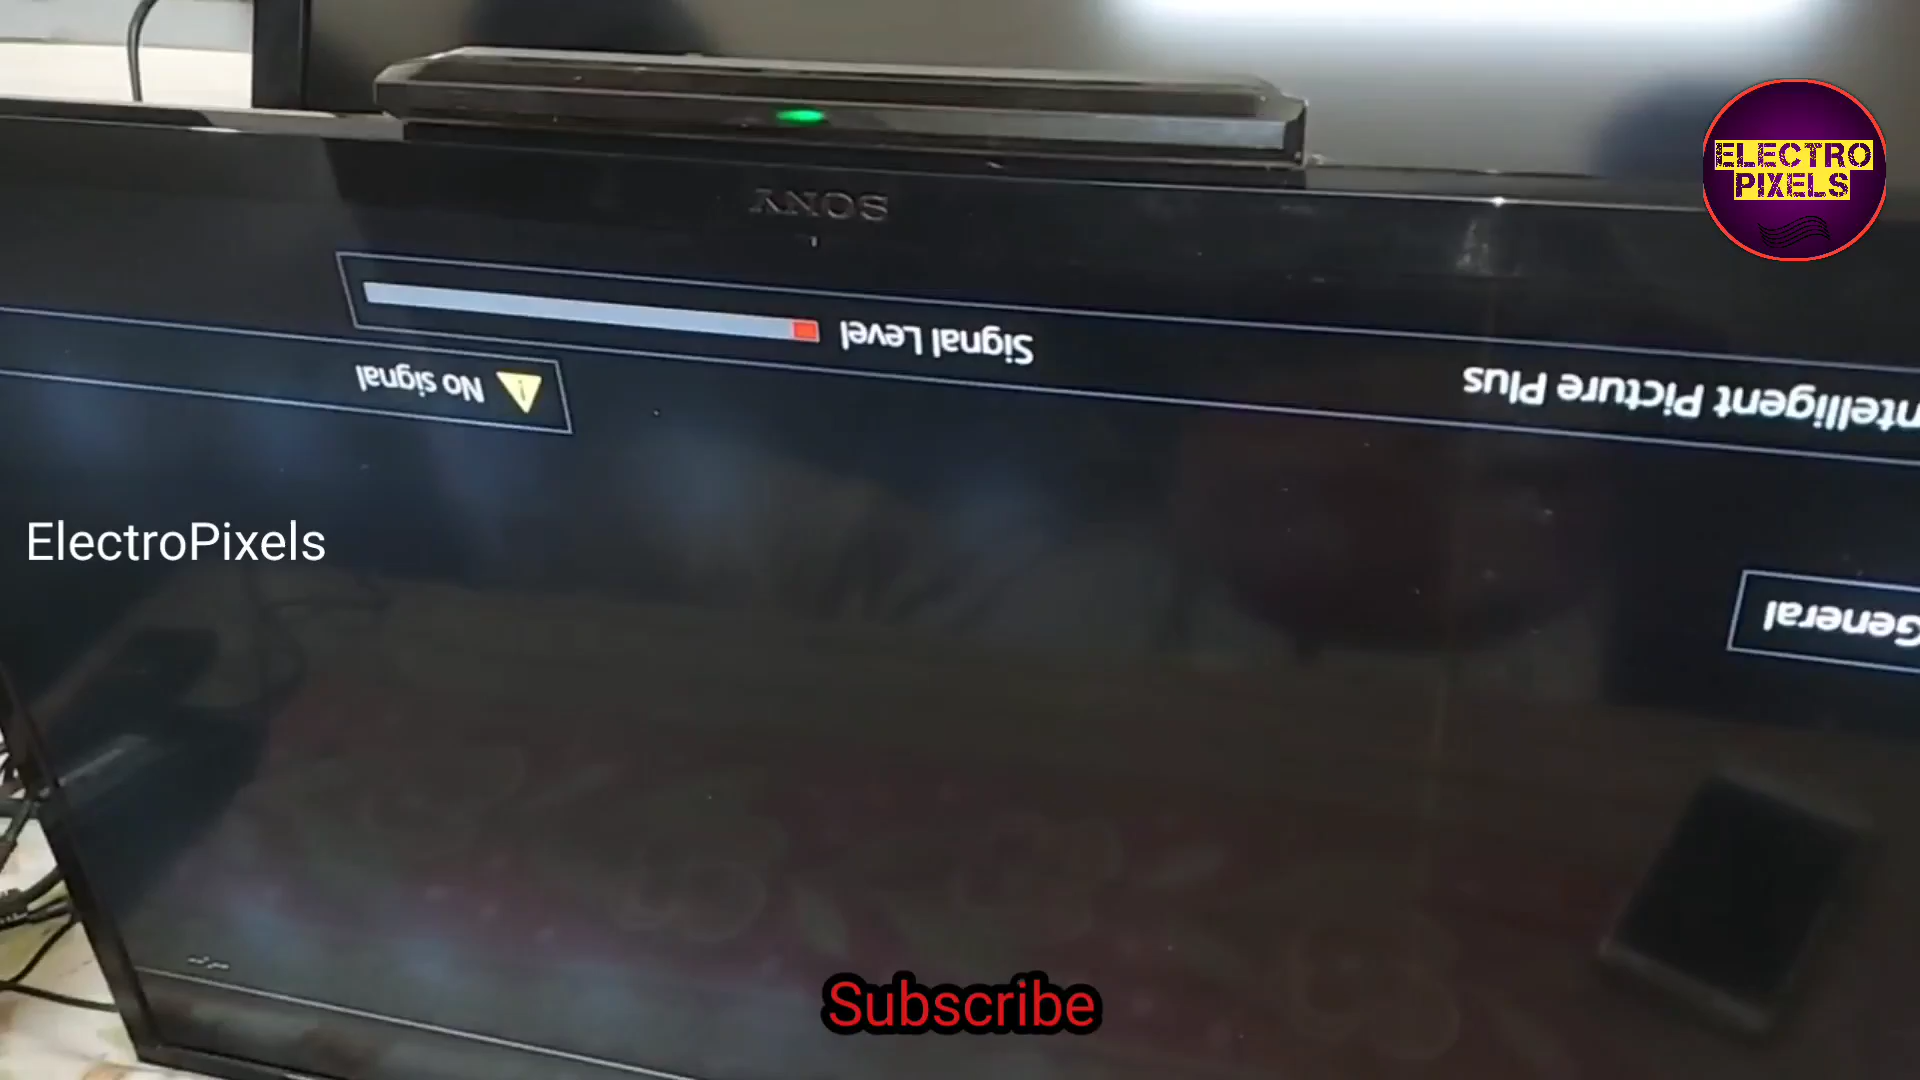 ELECTRO
PIXELS
SONY
Signal Level
No signal
ntelligent Picture Plus
General
ElectroPixels
Subscribe